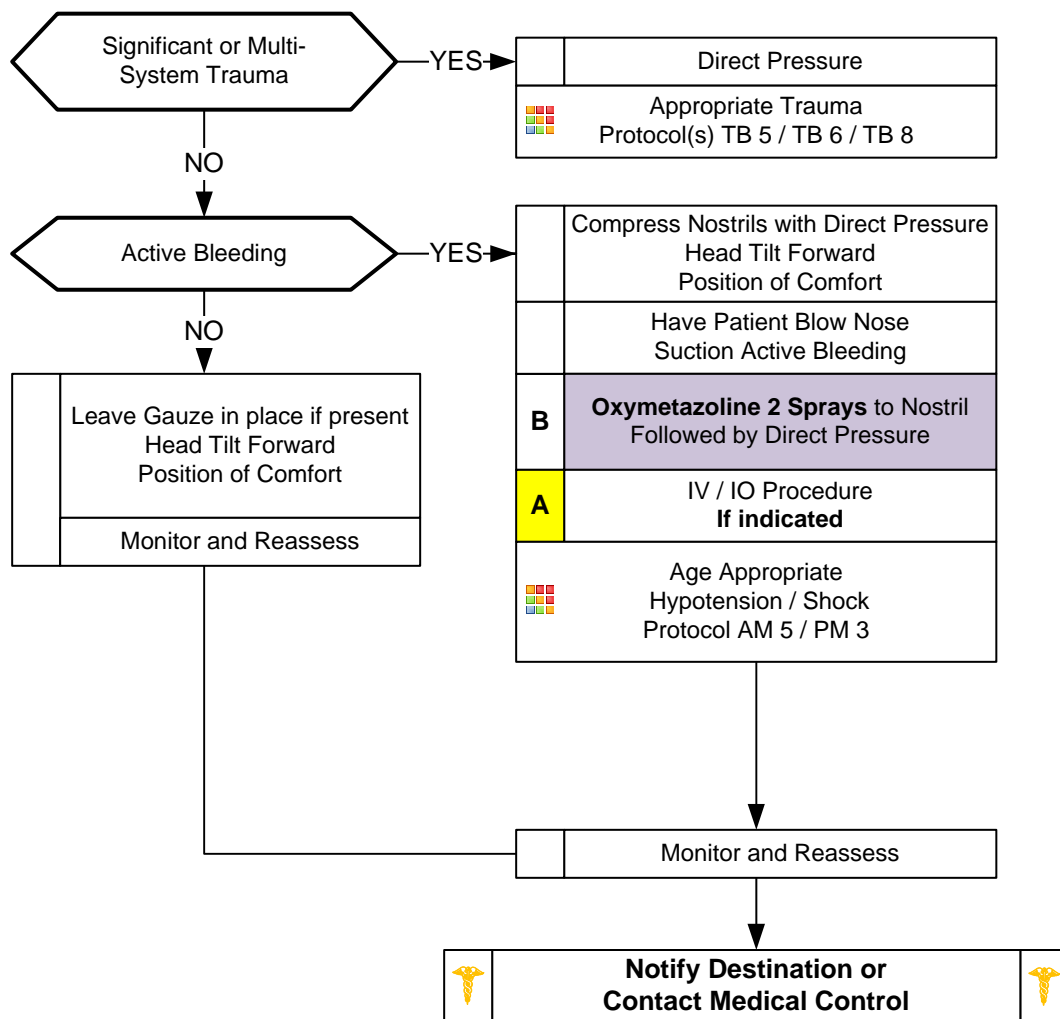 Significant or Multi-
System Trauma
YES
Direct Pressure
Appropriate Trauma
Protocol(s) TB 5 / TB 6 / TB 8
NO
Active Bleeding
YES
Compress Nostrils with Direct Pressure
Head Tilt Forward
Position of Comfort
Have Patient Blow Nose
Suction Active Bleeding
B
Oxymetazoline 2 Sprays to Nostril
Followed by Direct Pressure
A
IV / IO Procedure
If indicated
Age Appropriate
Hypotension / Shock
Protocol AM 5 / PM 3
NO
Leave Gauze in place if present
Head Tilt Forward
Position of Comfort
Monitor and Reassess
Monitor and Reassess
Notify Destination or
Contact Medical Control